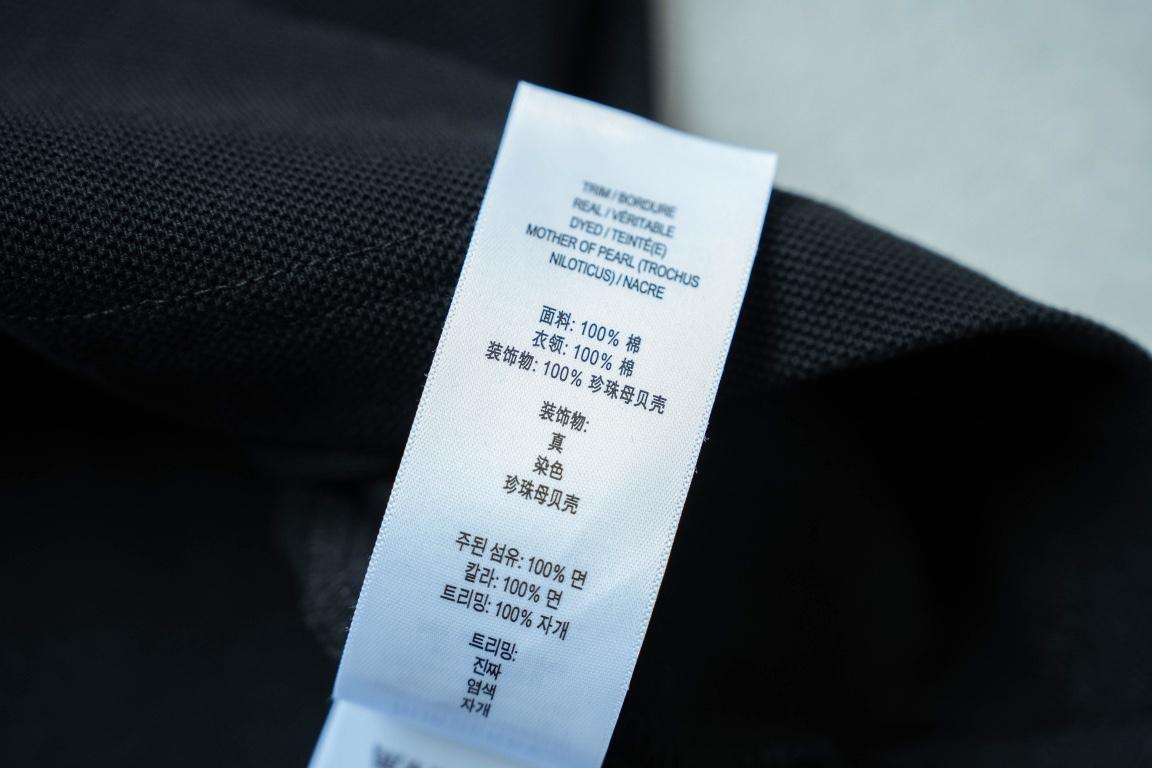 TRIM / BORDURE
REAL / VÉRITABLE
DYED / TEINTÉ(E)
MOTHER OF PEARL (TROCHUS
NILOTICUS) / NACRE
面料: 100% 棉
衣领: 100% 棉
装饰物: 100% 珍珠母贝壳
装饰物:
真
染色
珍珠母贝壳
주된 섬유: 100% 면
칼라: 100% 면
트리밍: 100% 자개
트리밍:
진짜
염색
자개